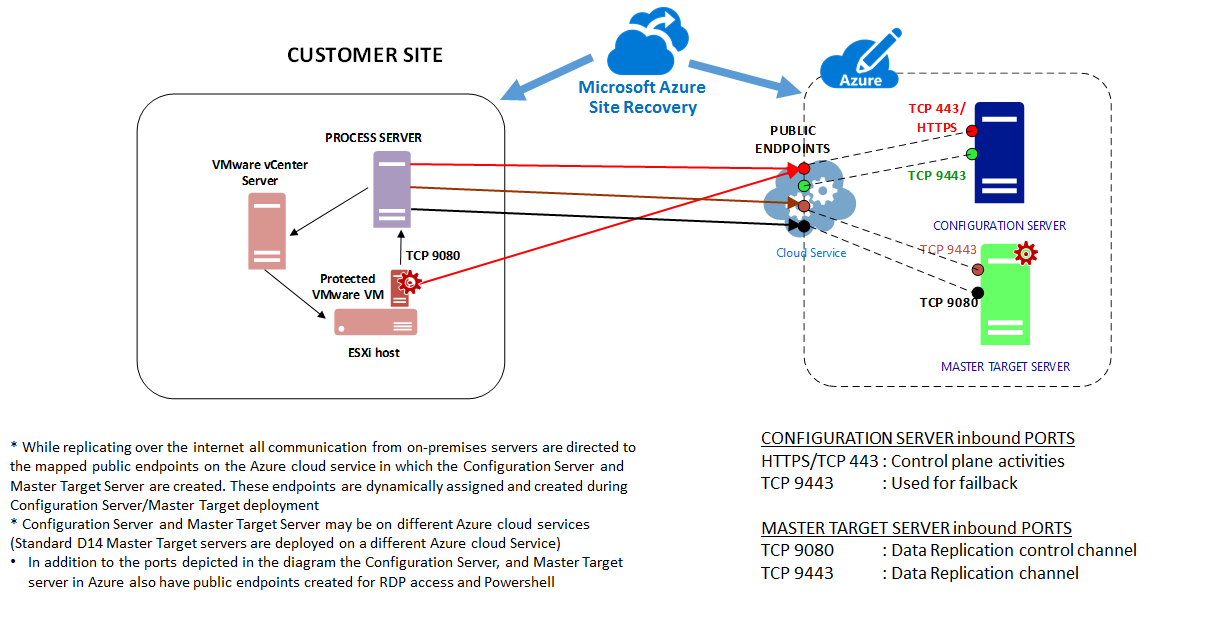 CUSTOMER SITE
Microsoft Azure
Site Recovery
Azure
PROCESS SERVER
VMware vCenter
Server
TCP 9080
Protected
VMware VM
ESXi host
PUBLIC
ENDPOINTS
Cloud Service
TCP 443/
HTTPS
TCP 9443
CONFIGURATION SERVER
TCP 9443
TCP 9080
MASTER TARGET SERVER
* While replicating over the internet all communication from on-premises servers are directed to
the mapped public endpoints on the Azure cloud service in which the Configuration Server and
Master Target Server are created. These endpoints are dynamically assigned and created during
Configuration Server/Master Target deployment
* Configuration Server and Master Target Server may be on different Azure cloud services
(Standard D14 Master Target servers are deployed on a different Azure cloud Service)
• In addition to the ports depicted in the diagram the Configuration Server, and Master Target
server in Azure also have public endpoints created for RDP access and Powershell
CONFIGURATION SERVER inbound PORTS
HTTPS/TCP 443 : Control plane activities
TCP 9443 : Used for failback
MASTER TARGET SERVER inbound PORTS
TCP 9080 : Data Replication control channel
TCP 9443 : Data Replication channel